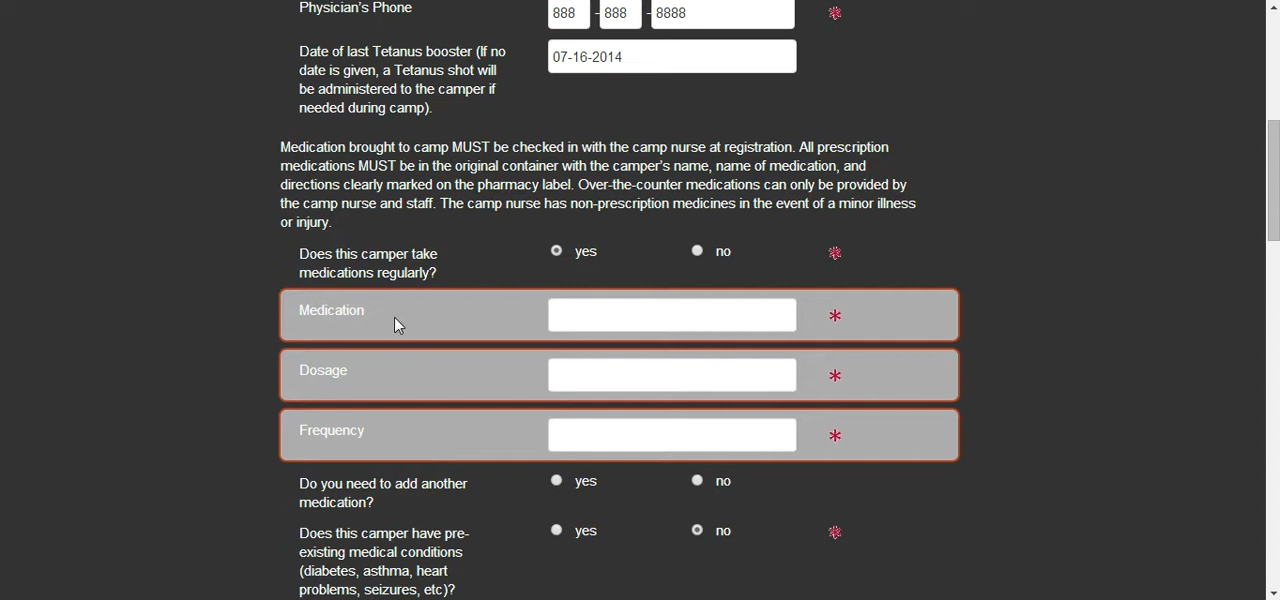 Physician's Phone
888 - 888 - 8888
Date of last Tetanus booster (If no
date is given, a Tetanus shot will
be administered to the camper if
needed during camp).
07-16-2014
Medication brought to camp MUST be checked in with the camp nurse at registration. All prescription
medications MUST be in the original container with the camper's name, name of medication, and
directions clearly marked on the pharmacy label. Over-the-counter medications can only be provided by
the camp nurse and staff. The camp nurse has non-prescription medicines in the event of a minor illness
or injury.
Does this camper take
medications regularly?
yes no
Medication *
Dosage *
Frequency *
Do you need to add another
medication?
yes no
Does this camper have pre-
existing medical conditions
(diabetes, asthma, heart
problems, seizures, etc)?
yes no